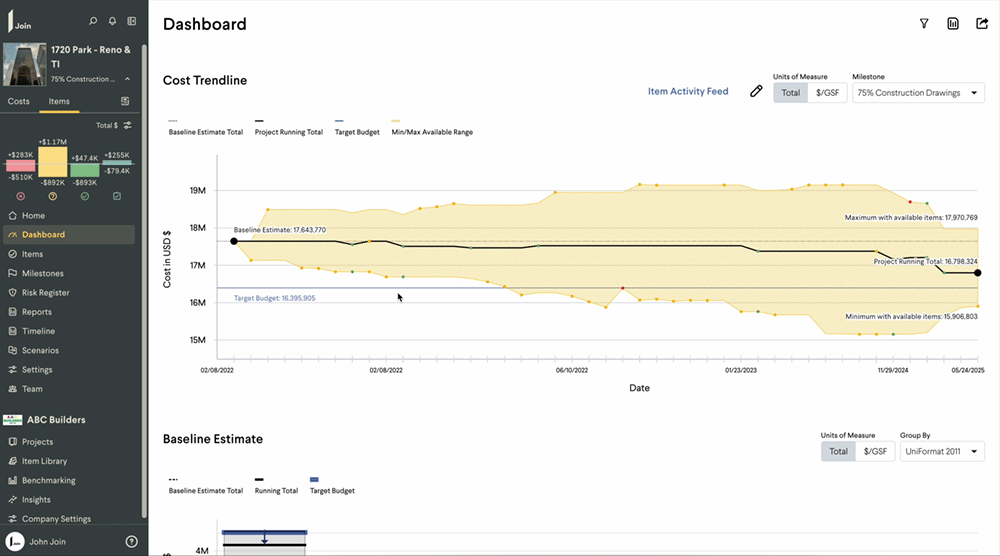 Join
1720 Park - Reno & TI
75% Construction ...
Costs
Items
Total $
+$283K
-$510K
+$1.17M
-$892K
+$47.4K
-$893K
+$255K
-$79.4K
Home
Dashboard
Items
Milestones
Risk Register
Reports
Timeline
Scenarios
Settings
Team
ABC Builders
Projects
Item Library
Benchmarking
Insights
Company Settings
John Join
Dashboard
Cost Trendline
Item Activity Feed
Units of Measure
Total
$/GSF
Milestone
75% Construction Drawings
Baseline Estimate Total
Project Running Total
Target Budget
Min/Max Available Range
Cost in USD $
19M
18M
17M
16M
15M
Baseline Estimate: 17,643,770
Maximum with available items: 17,970,769
Project Running Total: 16,798,324
Target Budget: 16,395,905
Minimum with available items: 15,906,803
02/08/2022
02/08/2022
06/10/2022
01/23/2023
11/29/2024
05/24/2025
Date
Baseline Estimate
Units of Measure
Total
$/GSF
Group By
UniFormat 2011
Baseline Estimate Total
Running Total
Target Budget
4M